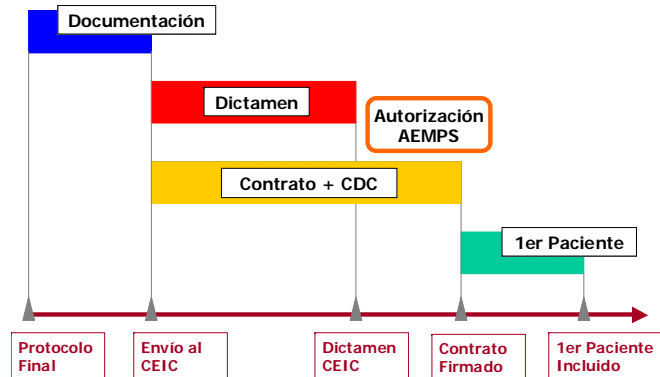 Documentación
Dictamen
Autorización
AEMPS
Contrato + CDC
1er Paciente
Protocolo
Final
Envío al
CEIC
Dictamen
CEIC
Contrato
Firmado
1er Paciente
Incluido